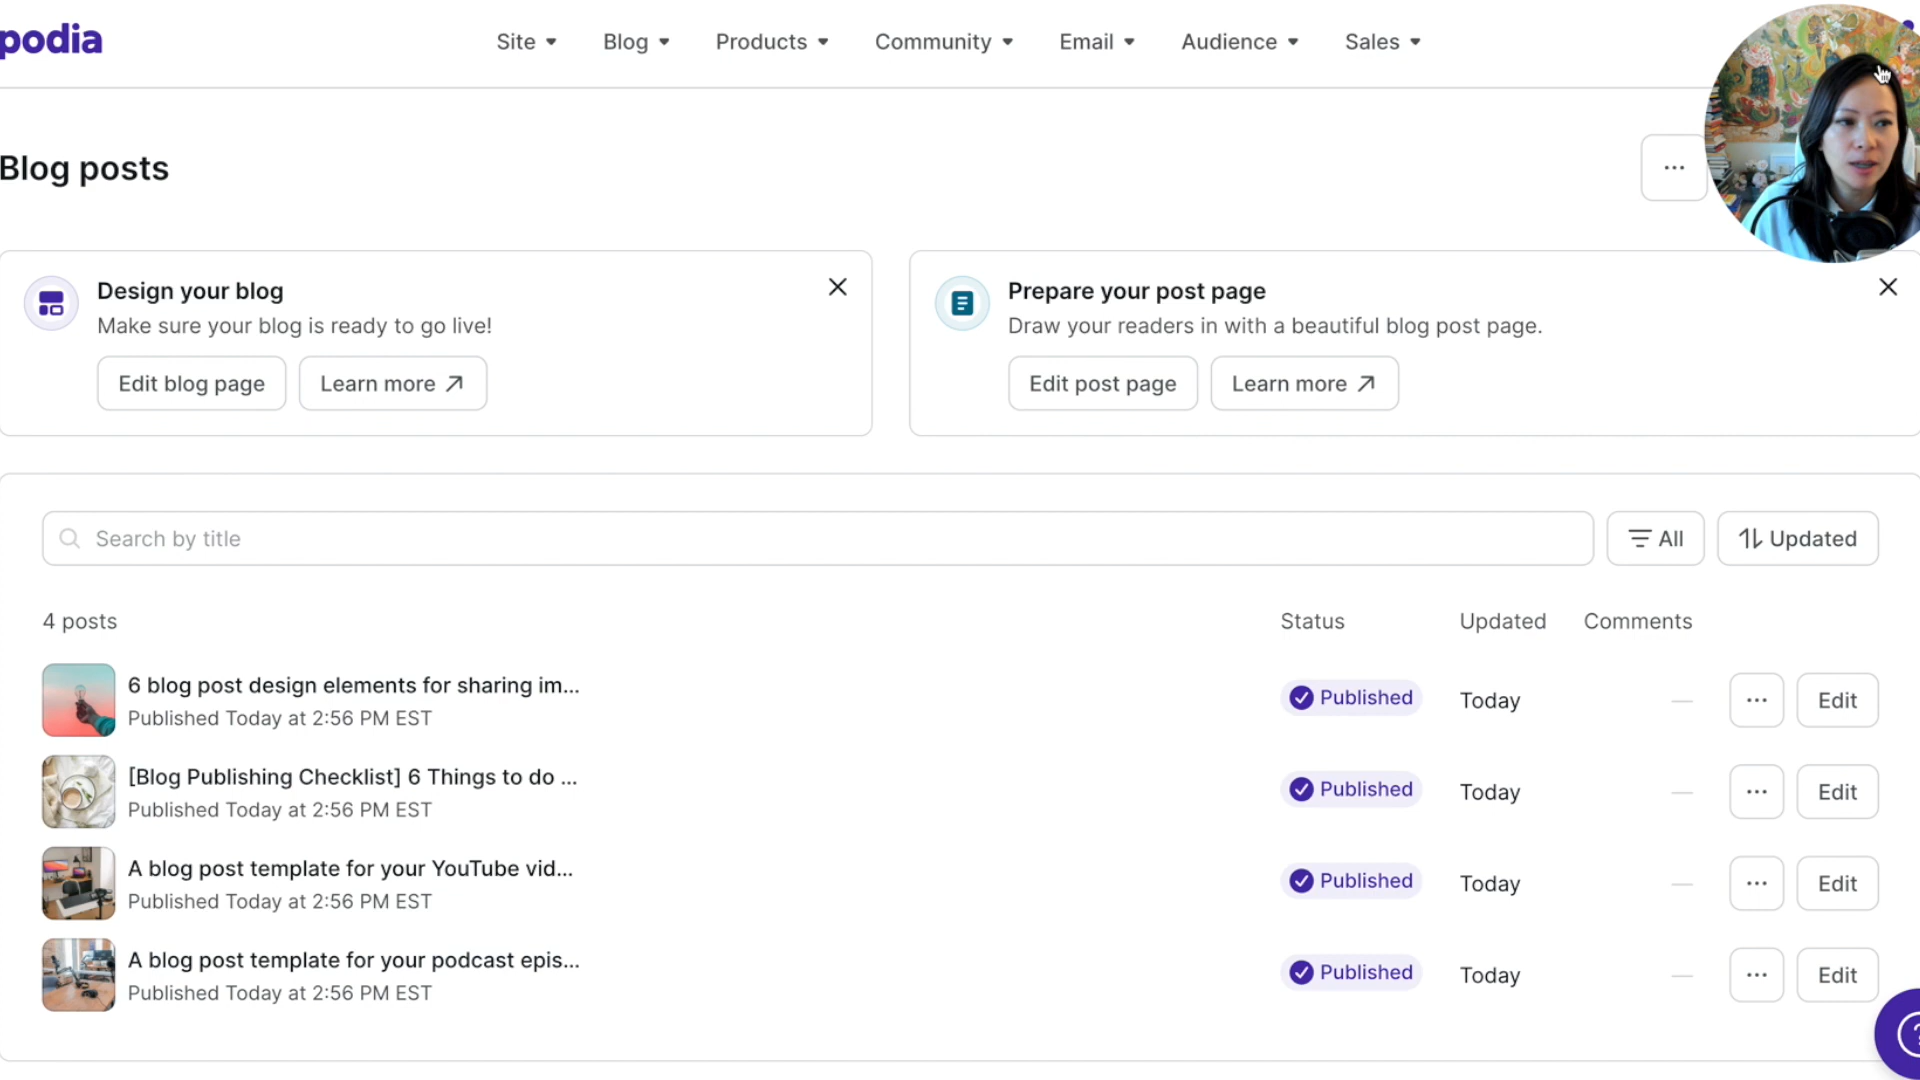 podia
Site
Blog
Products
Community
Email
Audience
Sales
Blog posts
Design your blog
Make sure your blog is ready to go live!
Edit blog page
Learn more
Prepare your post page
Draw your readers in with a beautiful blog post page.
Edit post page
Learn more
Search by title
All
Updated
4 posts
Status
Updated
Comments
6 blog post design elements for sharing im...
Published Today at 2:56 PM EST
Published
Today
Edit
[Blog Publishing Checklist] 6 Things to do ...
Published Today at 2:56 PM EST
Published
Today
Edit
A blog post template for your YouTube vid...
Published Today at 2:56 PM EST
Published
Today
Edit
A blog post template for your podcast epis...
Published Today at 2:56 PM EST
Published
Today
Edit